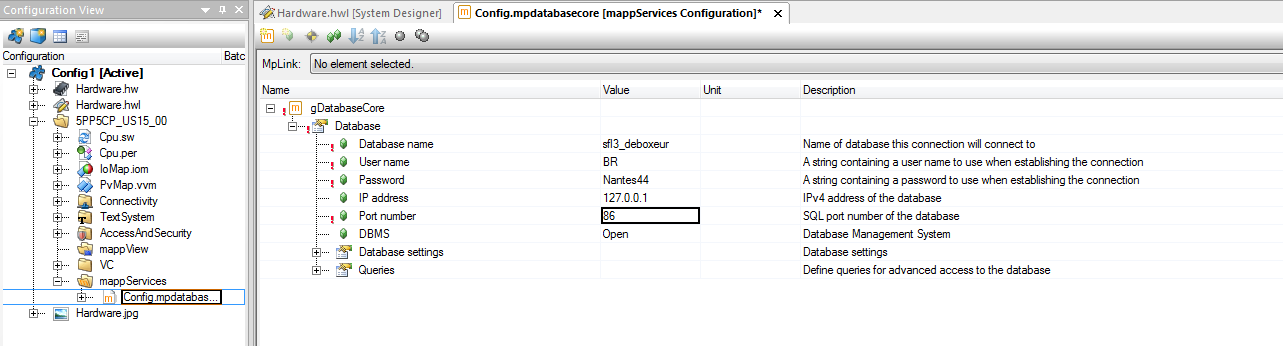 Configuration View
Configuration Batc
Config1 [Active]
Hardware.hw
Hardware.hwl
5PP5CP_US15_00
Cpu.sw
Cpu.per
IoMap.iom
PvMap.vvm
Connectivity
TextSystem
AccessAndSecurity
mappView
VC
mappServices
Config.mpdatabas...
Hardware.jpg
Hardware.hwl [System Designer] Config.mpdatabasecore [mappServices Configuration]*
MpLink: No element selected.
Name Value Unit Description
gDatabaseCore
Database
Database name sfl3_deboxeur Name of database this connection will connect to
User name BR A string containing a user name to use when establishing the connection
Password Nantes44 A string containing a password to use when establishing the connection
IP address 127.0.0.1 IPv4 address of the database
Port number 86 SQL port number of the database
DBMS Open Database Management System
Database settings Database settings
Queries Define queries for advanced access to the database